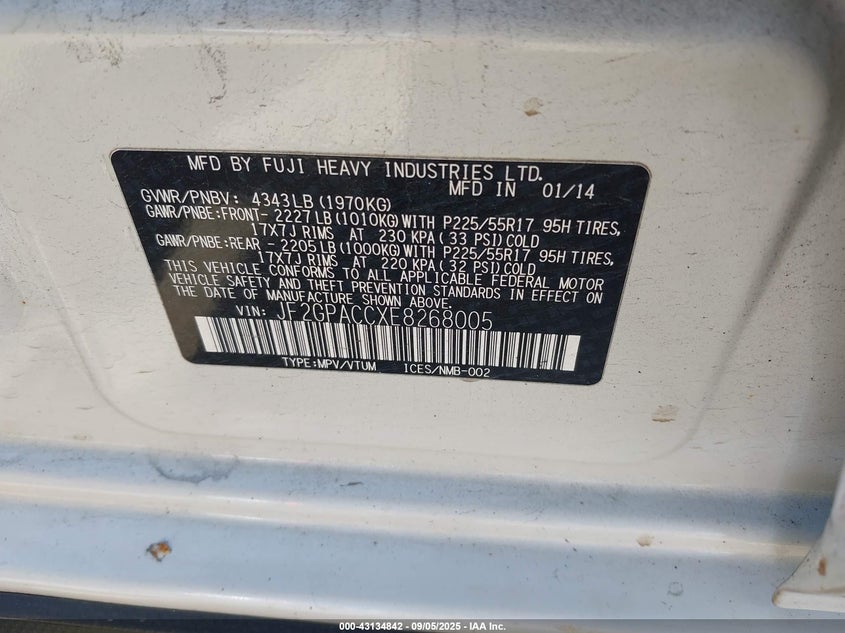 MFD BY FUJI HEAVY INDUSTRIES LTD.
MFD IN 01/14
GVWR/PNBV: 4343LB(1970KG)
GAWR/PNBE:FRONT- 2227LB(1010KG)WITH P225/55R17 95H TIRES,
17X7J RIMS AT 230 KPA(33 PSI)COLD
GAWR/PNBE:REAR - 2205LB(1000KG)WITH P225/55R17 95H TIRES,
17X7J RIMS AT 220 KPA(32 PSI)COLD
THIS VEHICLE CONFORMS TO ALL APPLICABLE FEDERAL MOTOR
VEHICLE SAFETY AND THEFT PREVENTION STANDARDS IN EFFECT ON
THE DATE OF MANUFACTURE SHOWN ABOVE.
VIN: JF2GPACCXE8268005
TYPE:MPV/VTUM ICES/NMB-002
000-43134842 - 09/05/2025 - IAA Inc.